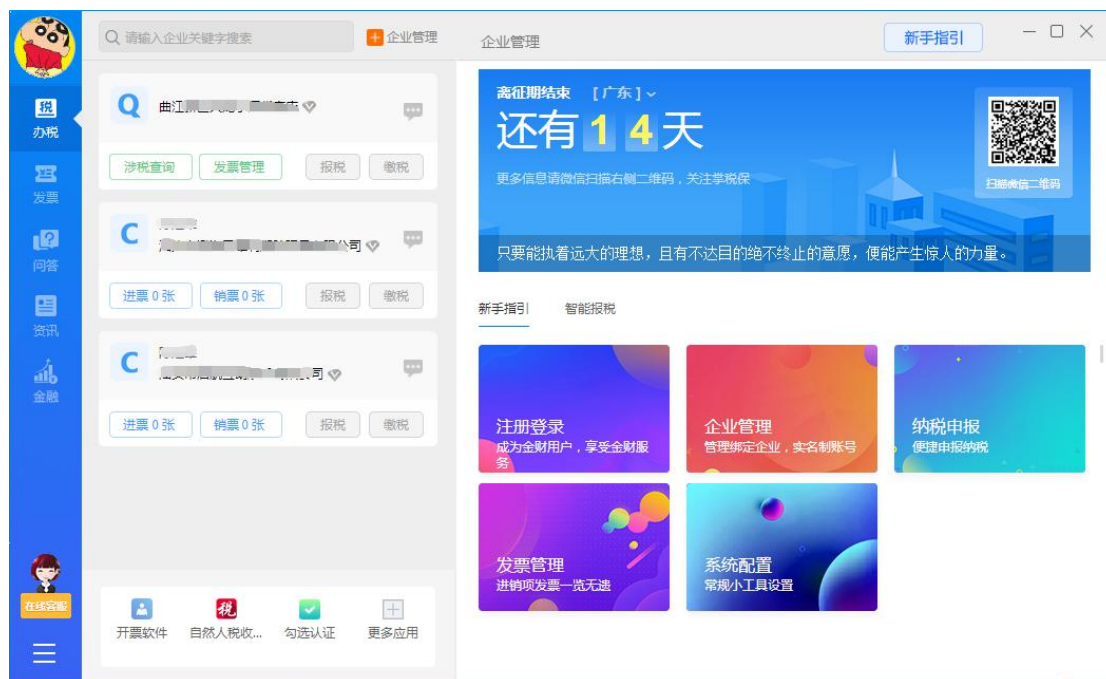 请输入企业关键字搜索
企业管理
企业管理
新手指引
税
办税
发票
问答
资讯
金融
在线客服
Q 曲江
涉税查询 发票管理 报税 缴税
C
公司
进票 0 张 销票 0 张 报税 缴税
C
司
进票 0 张 销票 0 张 报税 缴税
开票软件
税
自然人税收...
勾选认证
更多应用
离征期结束 [广东]
还有14天
更多信息请微信扫描右侧二维码，关注掌税保
扫描微信二维码
只要能执着远大的理想，且有不达目的绝不终止的意愿，便能产生惊人的力量。
新手指引 智能报税
注册登录
成为金财用户，享受金财服
务
企业管理
管理绑定企业，实名制账号
纳税申报
便捷申报纳税
发票管理
进销项发票一览无遗
系统配置
常规小工具设置